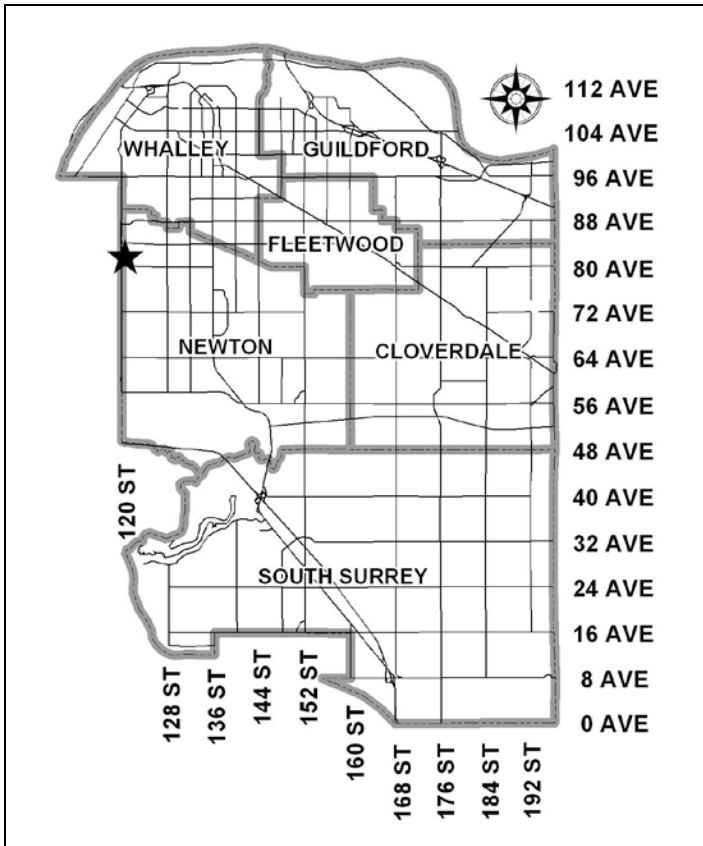 112 AVE
104 AVE
WHALLEY
GUILDFORD
96 AVE
88 AVE
FLEETWOOD
80 AVE
72 AVE
NEWTON
CLOVERDALE
64 AVE
56 AVE
48 AVE
120 ST
40 AVE
32 AVE
SOUTH SURREY
24 AVE
16 AVE
8 AVE
0 AVE
128 ST
136 ST
144 ST
152 ST
160 ST
168 ST
176 ST
184 ST
192 ST